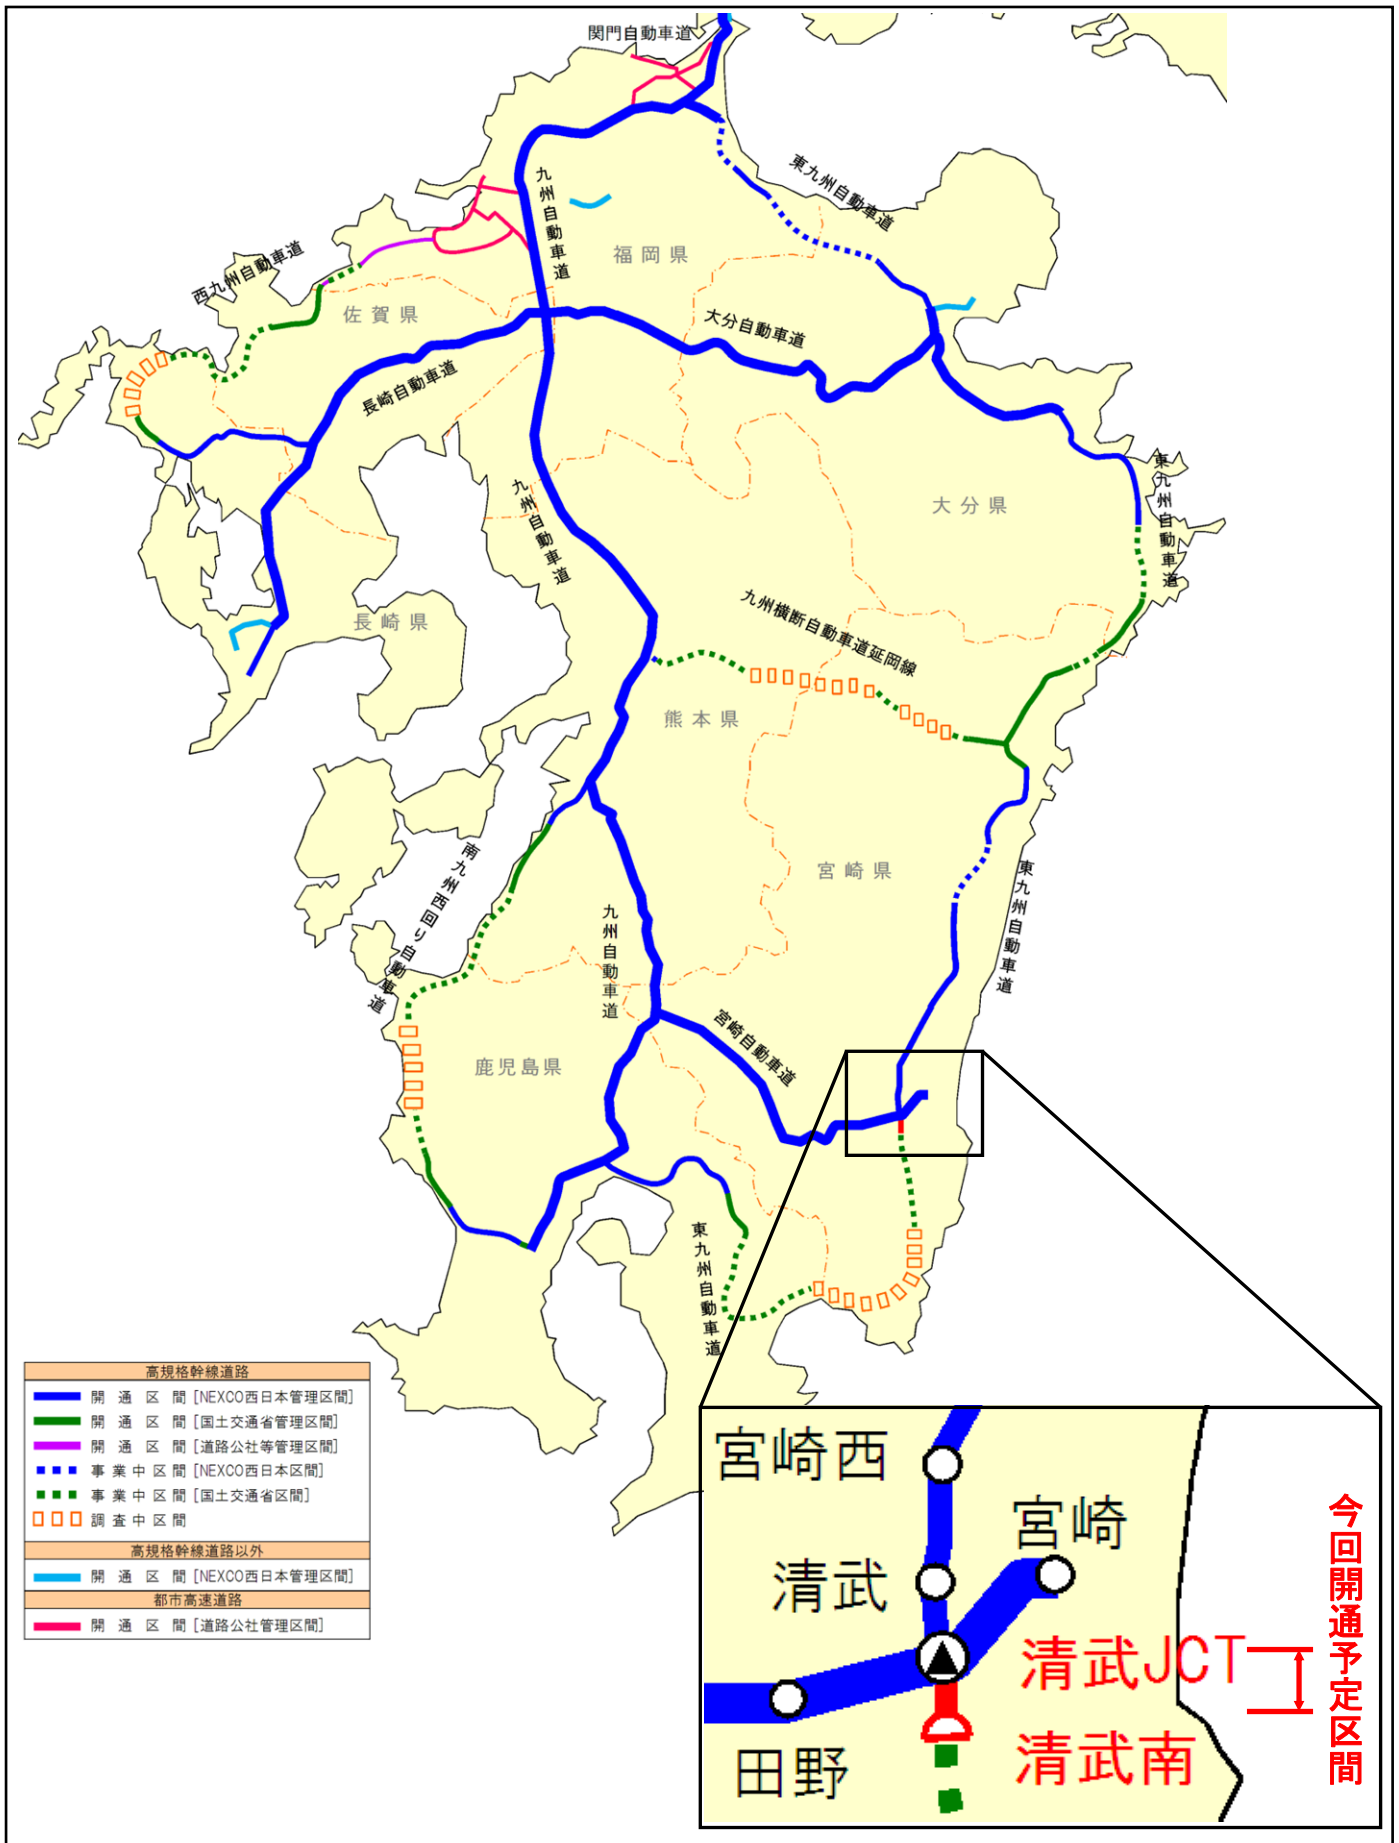 関門自動車道
東九州自動車道
九州自動車道
福岡県
西九州自動車道
佐賀県
大分自動車道
長崎自動車道
九州自動車道
大分県
東九州自動車道
九州横断自動車道延岡線
長崎県
熊本県
南九州西回り自動車道
宮崎県
東九州自動車道
九州自動車道
宮崎自動車道
鹿児島県
東九州自動車道
高規格幹線道路
開通区間[NEXCO西日本管理区間]
開通区間[国土交通省管理区間]
開通区間[道路公社等管理区間]
事業中区間[NEXCO西日本区間]
事業中区間[国土交通省区間]
調査中区間
高規格幹線道路以外
開通区間[NEXCO西日本管理区間]
都市高速道路
開通区間[道路公社管理区間]
宮崎西
宮崎
清武
清武JCT
田野
清武南
今回開通予定区間